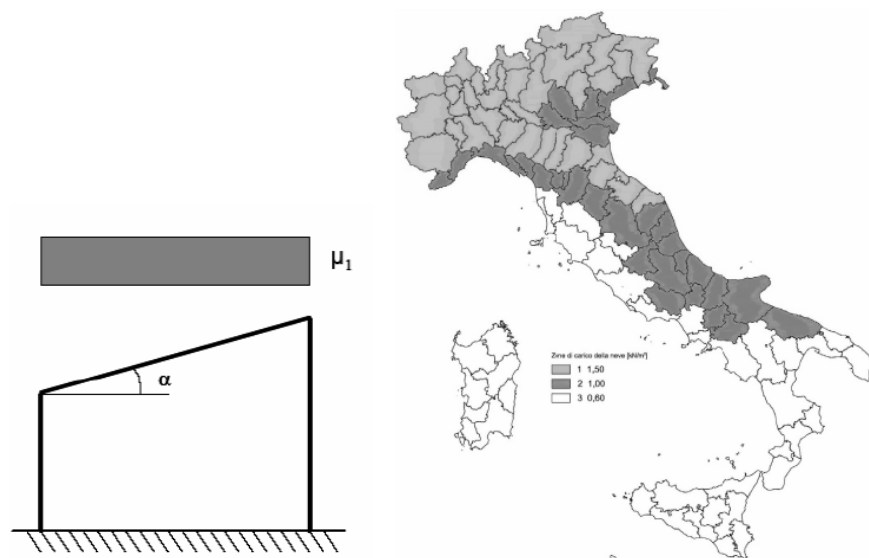 μ₁
α
Zone di carico della neve [kN/m²]
1 1,50
2 1,00
3 0,60